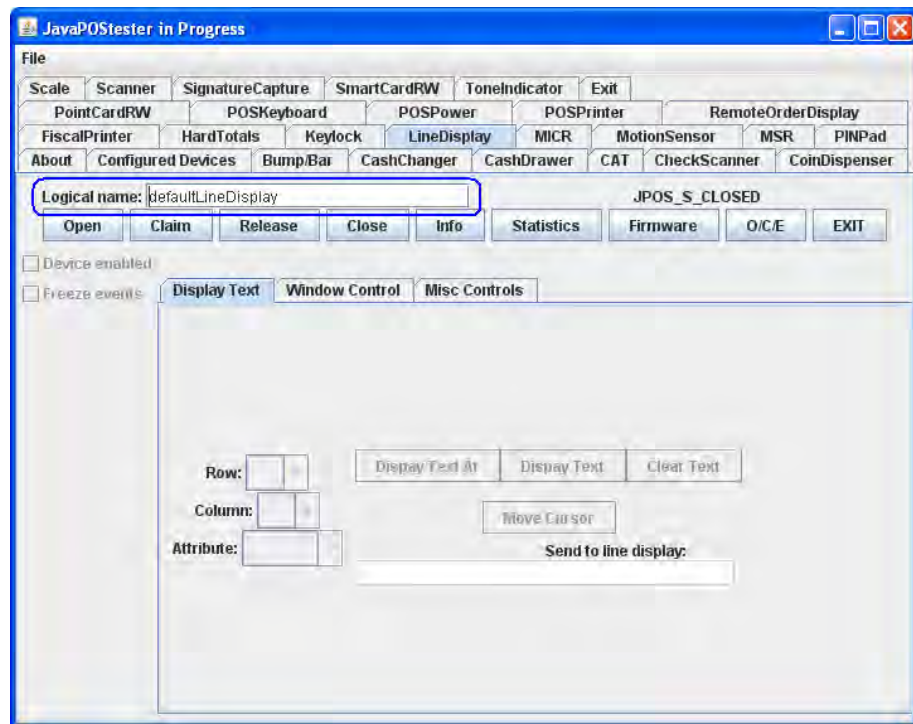 JavaPOStester in Progress
File
Scale Scanner SignatureCapture SmartCardRW ToneIndicator Exit
PointCardRW POSKeyboard POSPower POSPrinter RemoteOrderDisplay
FiscalPrinter HardTotals Keylock LineDisplay MICR MotionSensor MSR PINPad
About Configured Devices Bump/Bar CashChanger CashDrawer CAT CheckScanner CoinDispenser
Logical name: defaultLineDisplay JPOS_S_CLOSED
Open Claim Release Close Info Statistics Firmware O/C/E EXIT
Device enabled
Freeze events Display Text Window Control Misc Controls
Row: Dispay Text At Dispay Text Clear Text
Column: Move Cursor
Attribute: Send to line display: